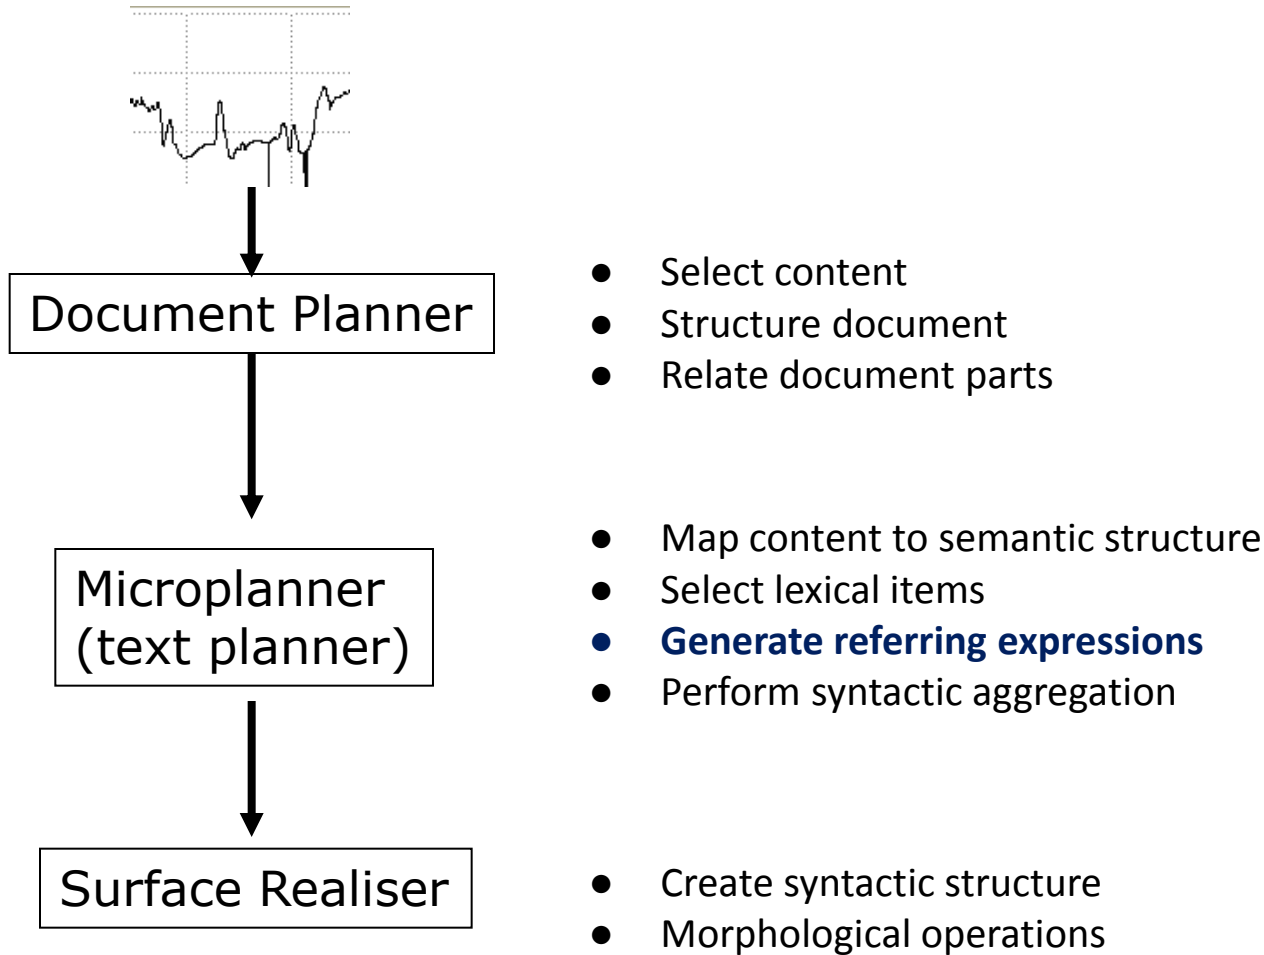 Document Planner
● Select content
● Structure document
● Relate document parts
Microplanner
(text planner)
● Map content to semantic structure
● Select lexical items
● Generate referring expressions
● Perform syntactic aggregation
Surface Realiser
● Create syntactic structure
● Morphological operations